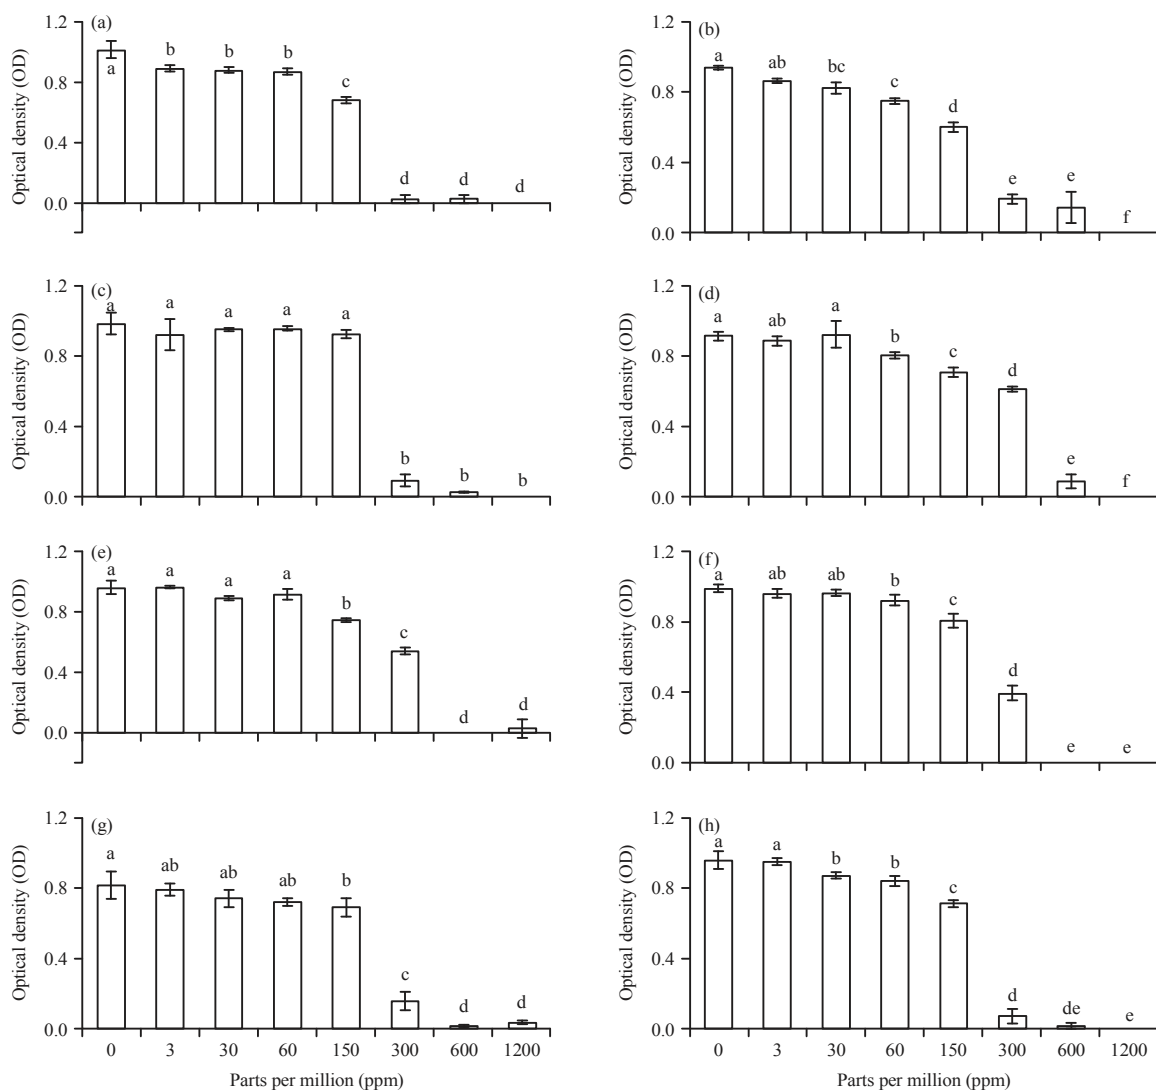 (a)
Optical density (OD)
1.2
0.8
0.4
0.0
a b b b c d d d
(b)
Optical density (OD)
1.2
0.8
0.4
0.0
a ab bc c d e e f
(c)
Optical density (OD)
1.2
0.8
0.4
0.0
a a a a a b b b
(d)
Optical density (OD)
1.2
0.8
0.4
0.0
a ab a b c d e f
(e)
Optical density (OD)
1.2
0.8
0.4
0.0
a a a a b c d d
(f)
Optical density (OD)
1.2
0.8
0.4
0.0
a ab ab b c d e e
(g)
Optical density (OD)
1.2
0.8
0.4
0.0
a ab ab ab b c d d
0 3 30 60 150 300 600 1200
Parts per million (ppm)
(h)
Optical density (OD)
1.2
0.8
0.4
0.0
a a b b c d de e
0 3 30 60 150 300 600 1200
Parts per million (ppm)